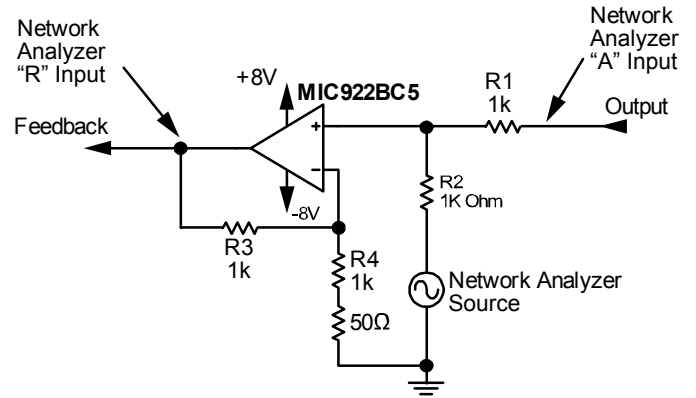 Network
Analyzer
“R” Input
Network
Analyzer
“A” Input
+8V
MIC922BC5
R1
1k
Feedback
Output
+
R2
1K Ohm
-8V
R3
1k
R4
1k
50Ω
Network Analyzer
Source